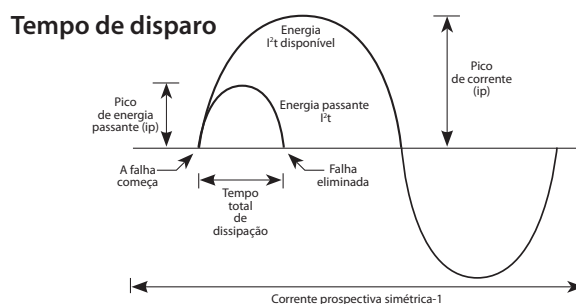 Tempo de disparo
Energia
I²t disponível
Pico
de corrente
(ip)
Pico
de energia
passante (ip)
Energia passante
I²t
A falha
começa
Falha
eliminada
Tempo
total
de
dissipação
Corrente prospectiva simétrica-1